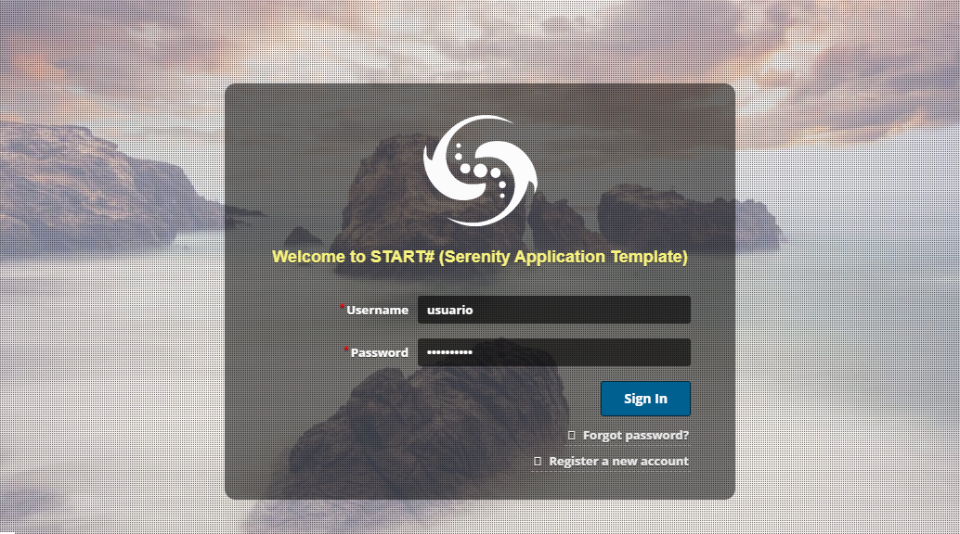 Welcome to START# (Serenity Application Template)
*Username usuario
*Password ••••••••••
Sign In
Forgot password?
Register a new account